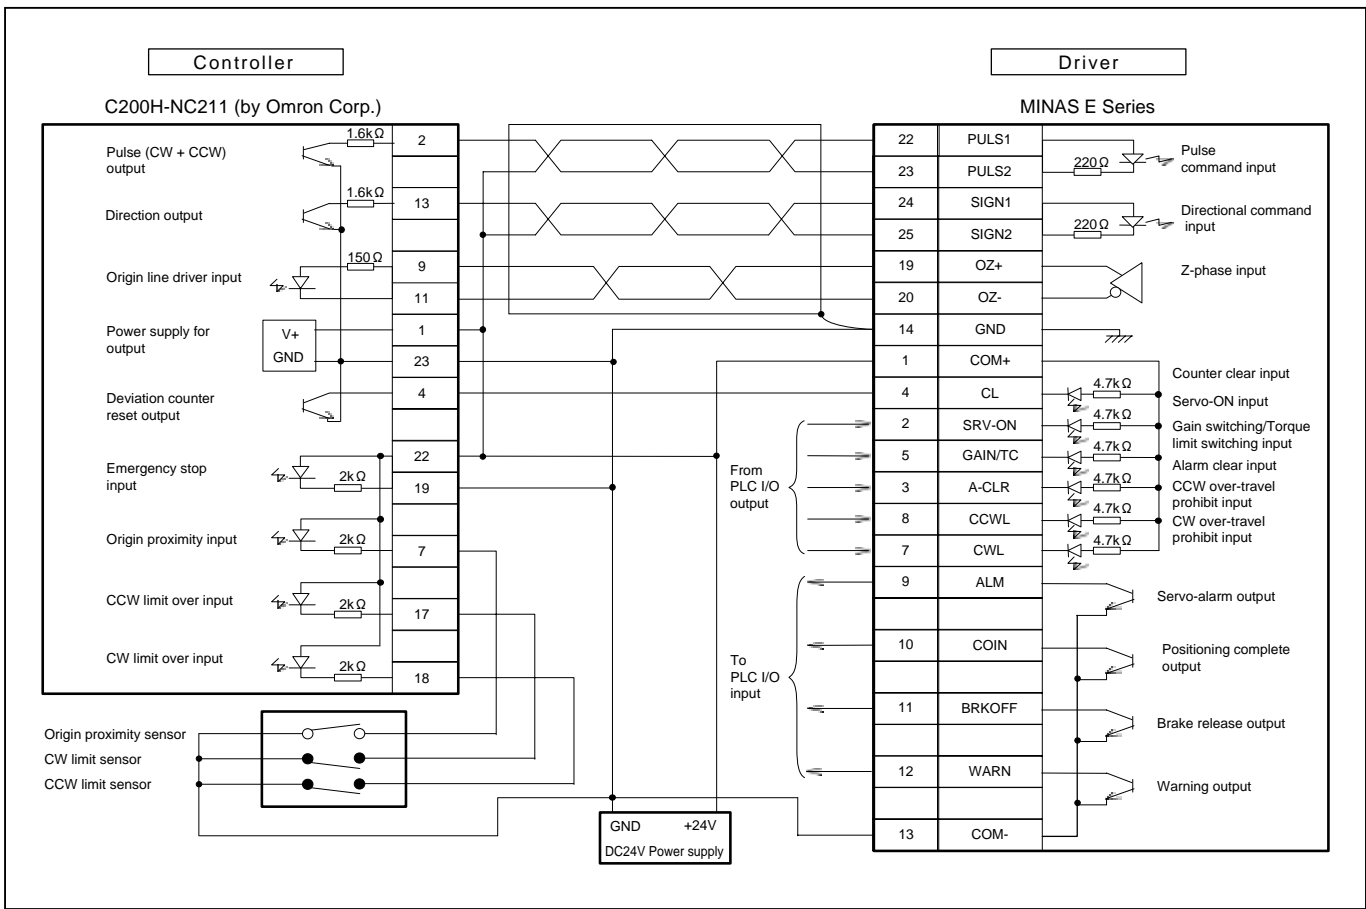 Controller
Driver
C200H-NC211 (by Omron Corp.)
MINAS E Series
Pulse (CW + CCW)
output
1.6kΩ
2
Direction output
1.6kΩ
13
Origin line driver input
150Ω
9
11
Power supply for
output
V+
GND
1
23
Deviation counter
reset output
4
Emergency stop
input
2kΩ
22
19
Origin proximity input
2kΩ
7
CCW limit over input
2kΩ
17
CW limit over input
2kΩ
18
Origin proximity sensor
CW limit sensor
CCW limit sensor
GND +24V
DC24V Power supply
From
PLC I/O
output
To
PLC I/O
input
22 PULS1
23 PULS2
220Ω
Pulse
command input
24 SIGN1
25 SIGN2
220Ω
Directional command
input
19 OZ+
20 OZ-
Z-phase input
14 GND
1 COM+
4 CL
4.7kΩ
Counter clear input
2 SRV-ON
4.7kΩ
Servo-ON input
5 GAIN/TC
4.7kΩ
Gain switching/Torque
limit switching input
3 A-CLR
4.7kΩ
Alarm clear input
8 CCWL
4.7kΩ
CCW over-travel
prohibit input
7 CWL
4.7kΩ
CW over-travel
prohibit input
9 ALM
Servo-alarm output
10 COIN
Positioning complete
output
11 BRKOFF
Brake release output
12 WARN
Warning output
13 COM-